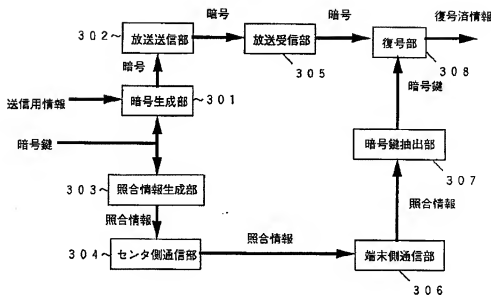 暗号
暗号
302
放送送信部
放送受信部
復号部
復号済情報
305
308
暗号
暗号鍵
301
送信用情報
暗号生成部
暗号鍵
暗号鍵抽出部
307
303
照合情報生成部
照合情報
照合情報
照合情報
304
センタ側通信部
端末側通信部
306